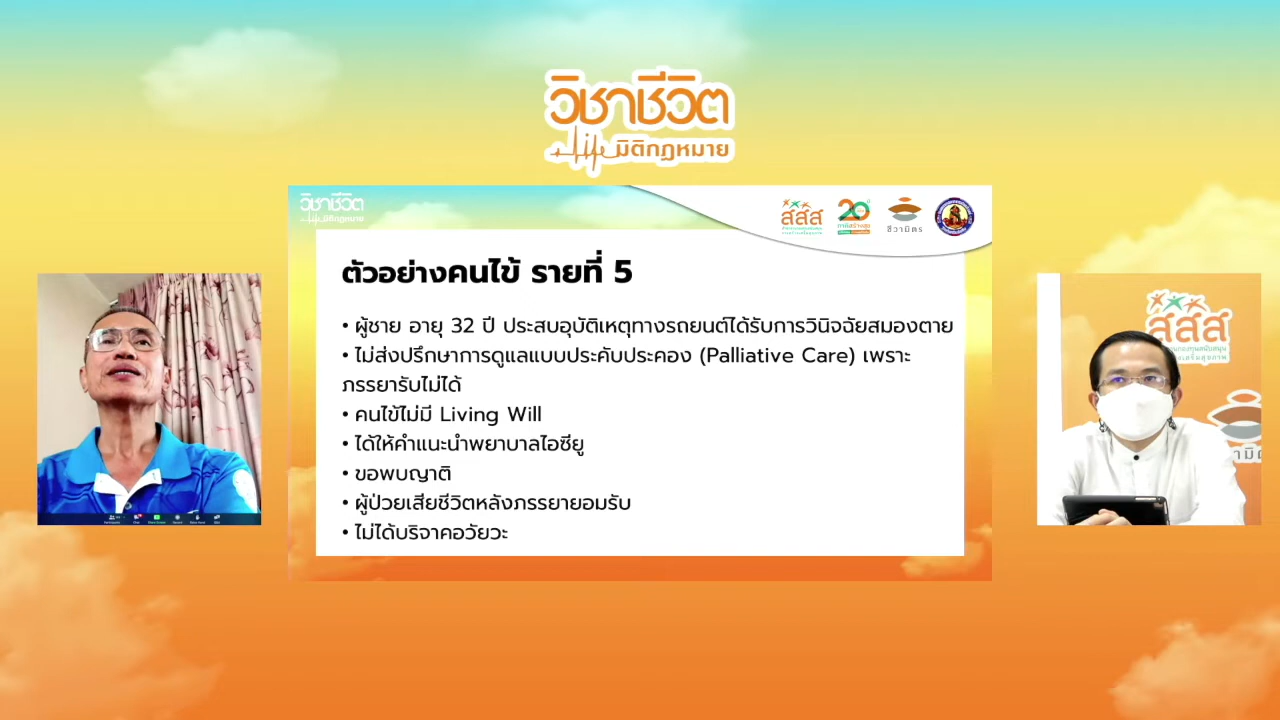 วิชาชีวิต
Life มิติกฎหมาย
วิชาชีวิต
Life มิติกฎหมาย
สสส
20
ชีวามิตร
ตัวอย่างคนไข้ รายที่ 5
• ผู้ชาย อายุ 32 ปี ประสบอุบัติเหตุทางรถยนต์ได้รับการวินิจฉัยสมองตาย
• ไม่ส่งปรึกษาการดูแลแบบประคับประคอง (Palliative Care) เพราะ
ภรรยารับไม่ได้
• คนไข้ไม่มี Living Will
• ได้ให้คำแนะนำพยาบาลไอซียู
• ขอพบญาติ
• ผู้ป่วยเสียชีวิตหลังภรรยายอมรับ
• ไม่ได้บริจาคอวัยวะ
สสส